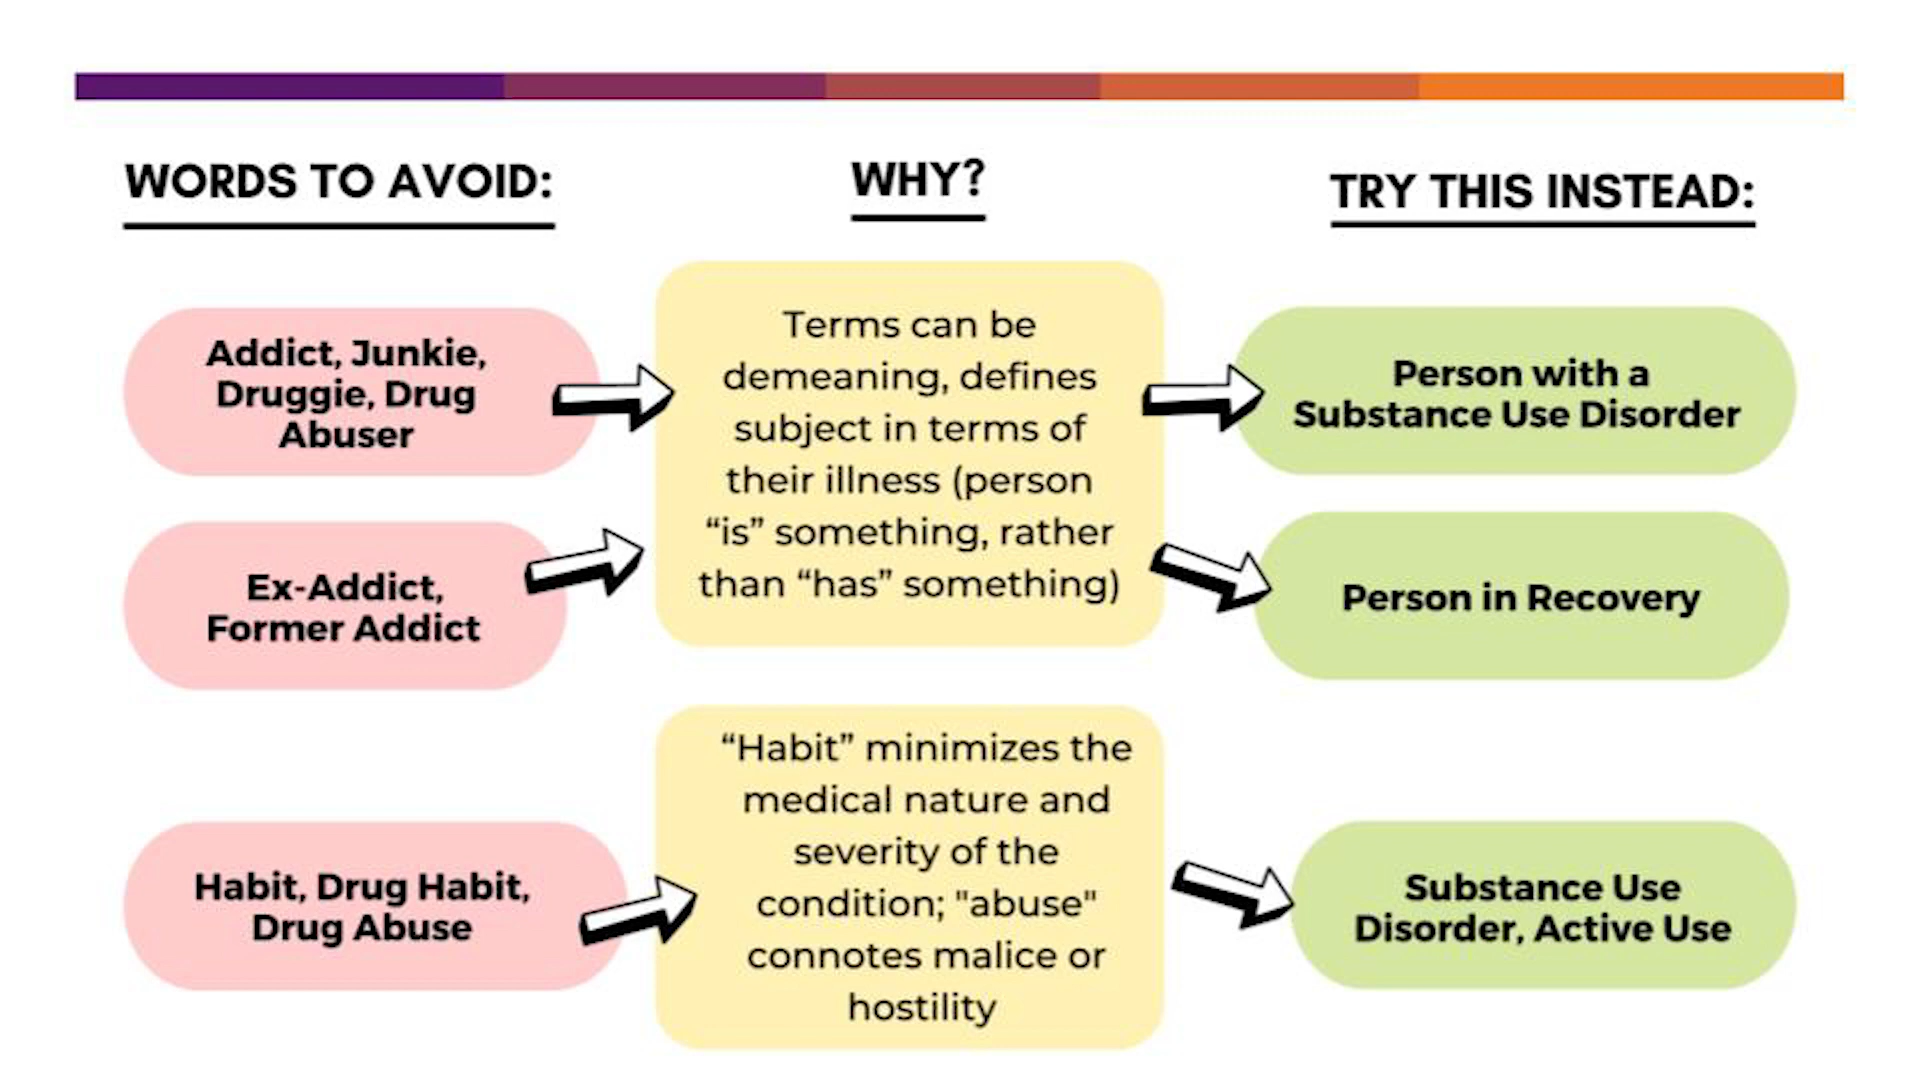 WORDS TO AVOID:
WHY?
TRY THIS INSTEAD:
Addict, Junkie,
Druggie, Drug
Abuser
Terms can be
demeaning, defines
subject in terms of
their illness (person
“is” something, rather
than “has” something)
Person with a
Substance Use Disorder
Ex-Addict,
Former Addict
Person in Recovery
Habit, Drug Habit,
Drug Abuse
“Habit” minimizes the
medical nature and
severity of the
condition; "abuse"
connotes malice or
hostility
Substance Use
Disorder, Active Use